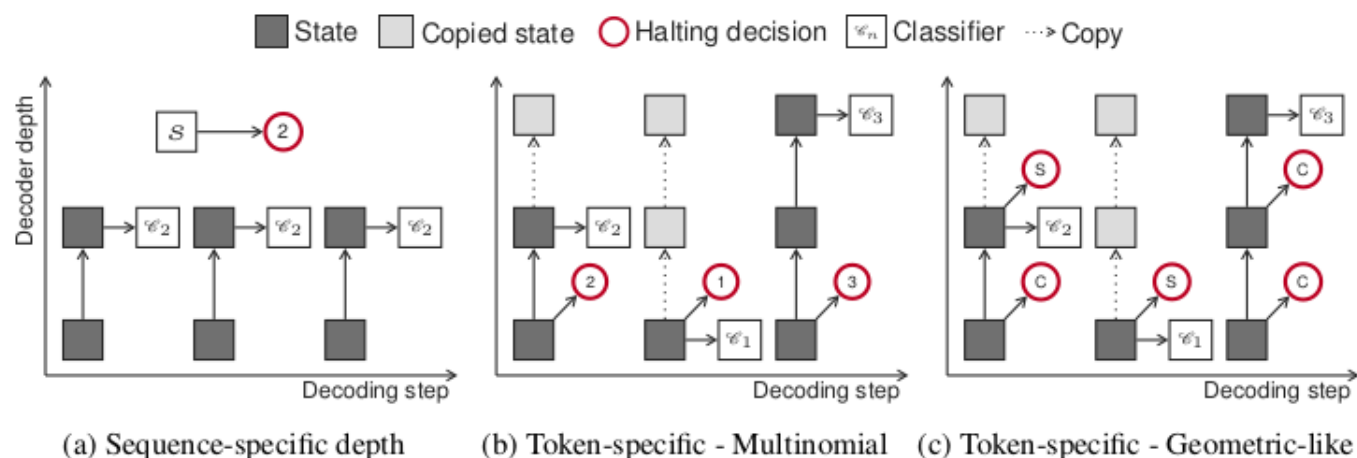 State Copied state Halting decision 𝒞n Classifier Copy
Decoder depth
S 2
𝒞2 𝒞2 𝒞2
Decoding step
(a) Sequence-specific depth
𝒞3
𝒞2
2 1 3
𝒞1
Decoding step
(b) Token-specific - Multinomial
𝒞3
S C
𝒞2
C S C
𝒞1
Decoding step
(c) Token-specific - Geometric-like